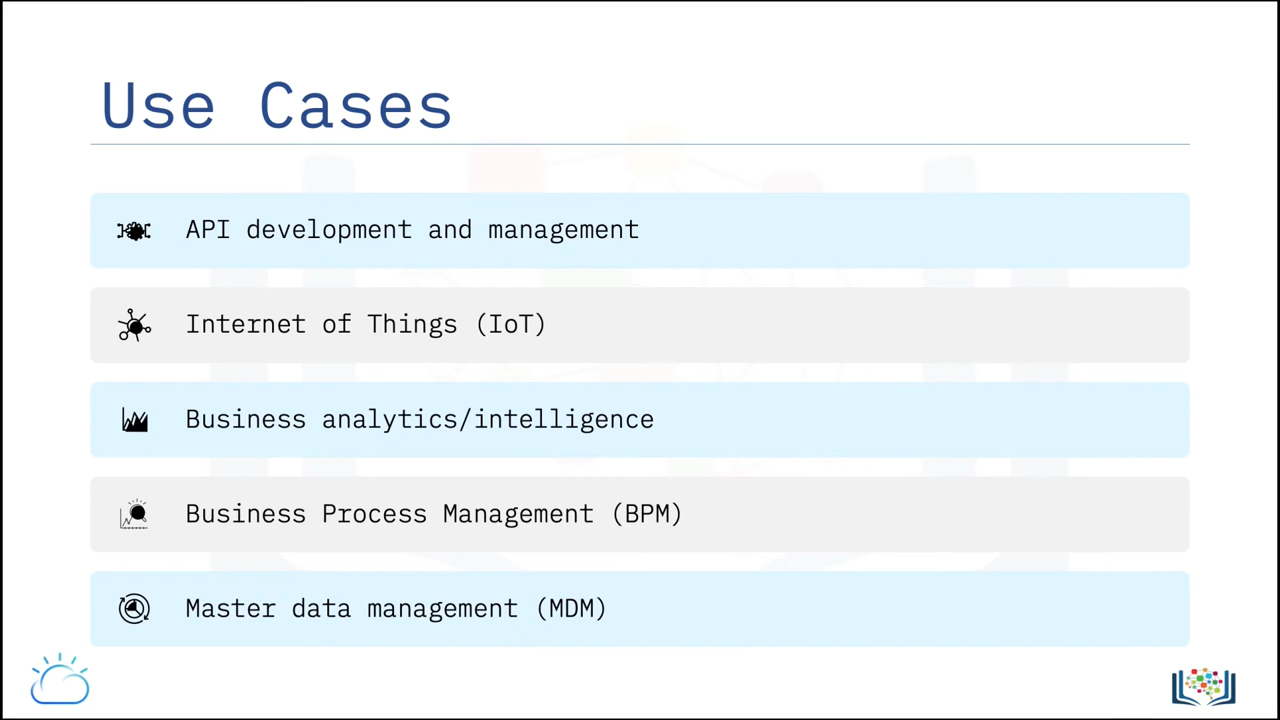 Use Cases
API development and management
Internet of Things (IoT)
Business analytics/intelligence
Business Process Management (BPM)
Master data management (MDM)